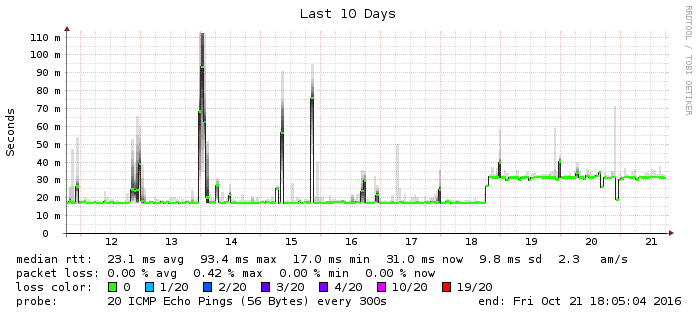 Last 10 Days
RRDTOOL / TOBI OETIKER
Seconds
110 m
100 m
90 m
80 m
70 m
60 m
50 m
40 m
30 m
20 m
10 m
0
12 13 14 15 16 17 18 19 20 21
median rtt: 23.1 ms avg 93.4 ms max 17.0 ms min 31.0 ms now 9.8 ms sd 2.3 am/s
packet loss: 0.00 % avg 0.42 % max 0.00 % min 0.00 % now
loss color: 0 1/20 2/20 3/20 4/20 10/20 19/20
probe: 20 ICMP Echo Pings (56 Bytes) every 300s end: Fri Oct 21 18:05:04 2016